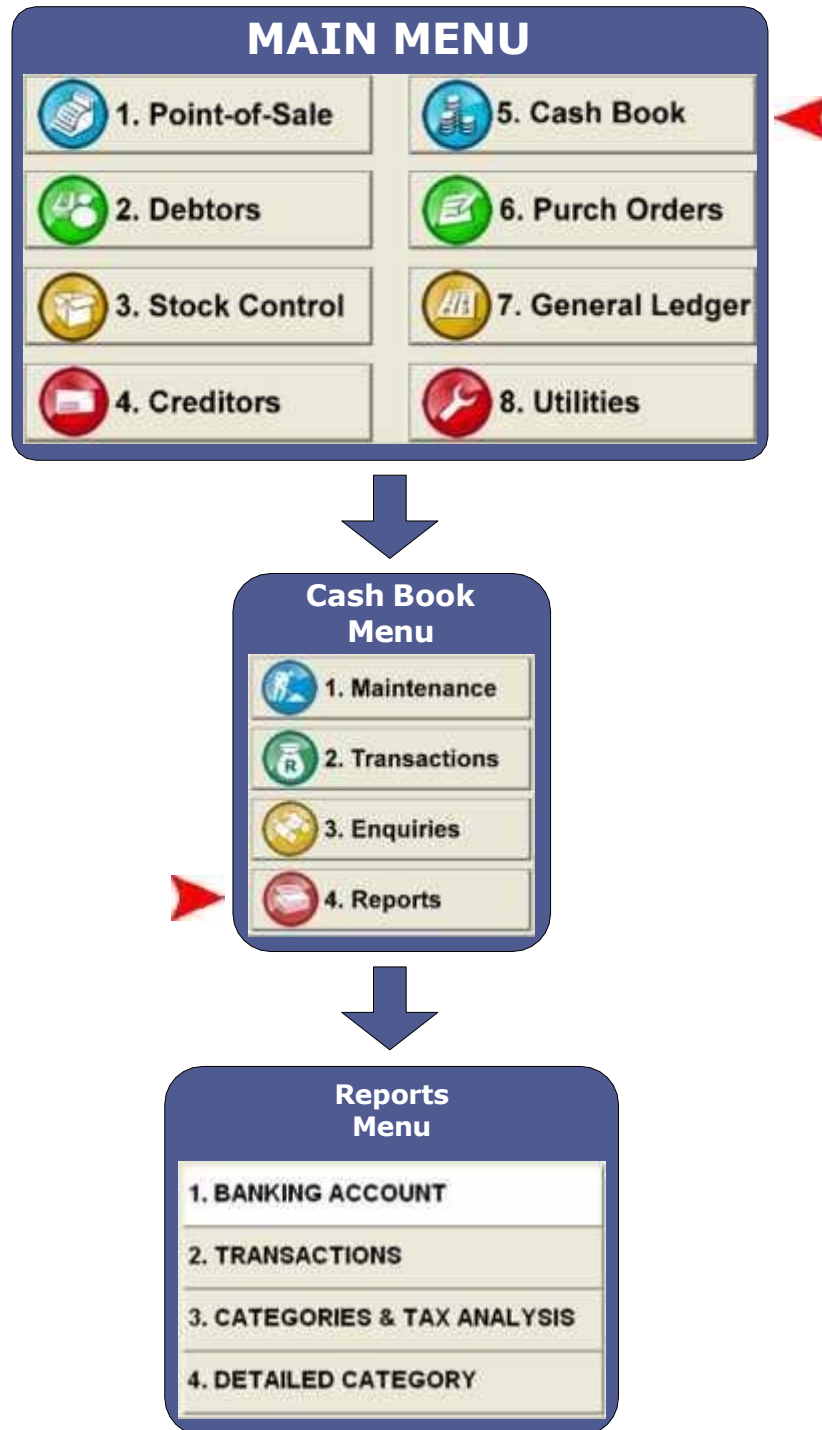 MAIN MENU
1. Point-of-Sale
5. Cash Book
2. Debtors
6. Purch Orders
3. Stock Control
7. General Ledger
4. Creditors
8. Utilities
Cash Book
Menu
1. Maintenance
2. Transactions
R
3. Enquiries
4. Reports
Reports
Menu
1. BANKING ACCOUNT
2. TRANSACTIONS
3. CATEGORIES & TAX ANALYSIS
4. DETAILED CATEGORY